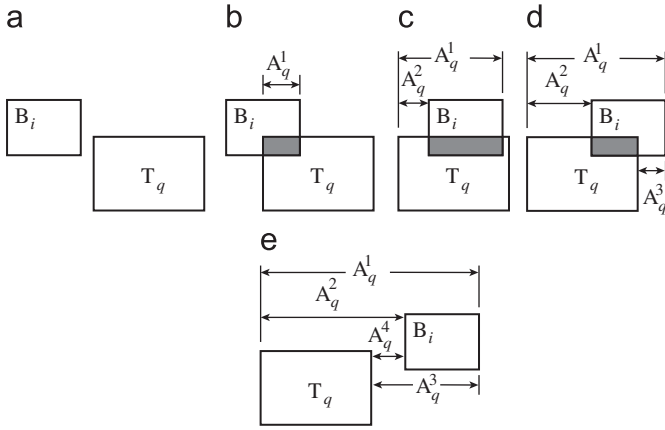 a b c d
A_q^1 A_q^1 A_q^1
A_q^2 A_q^2
B_i B_i B_i B_i
T_q T_q T_q T_q
A_q^3
e
A_q^1
A_q^2
A_q^4 B_i
T_q A_q^3